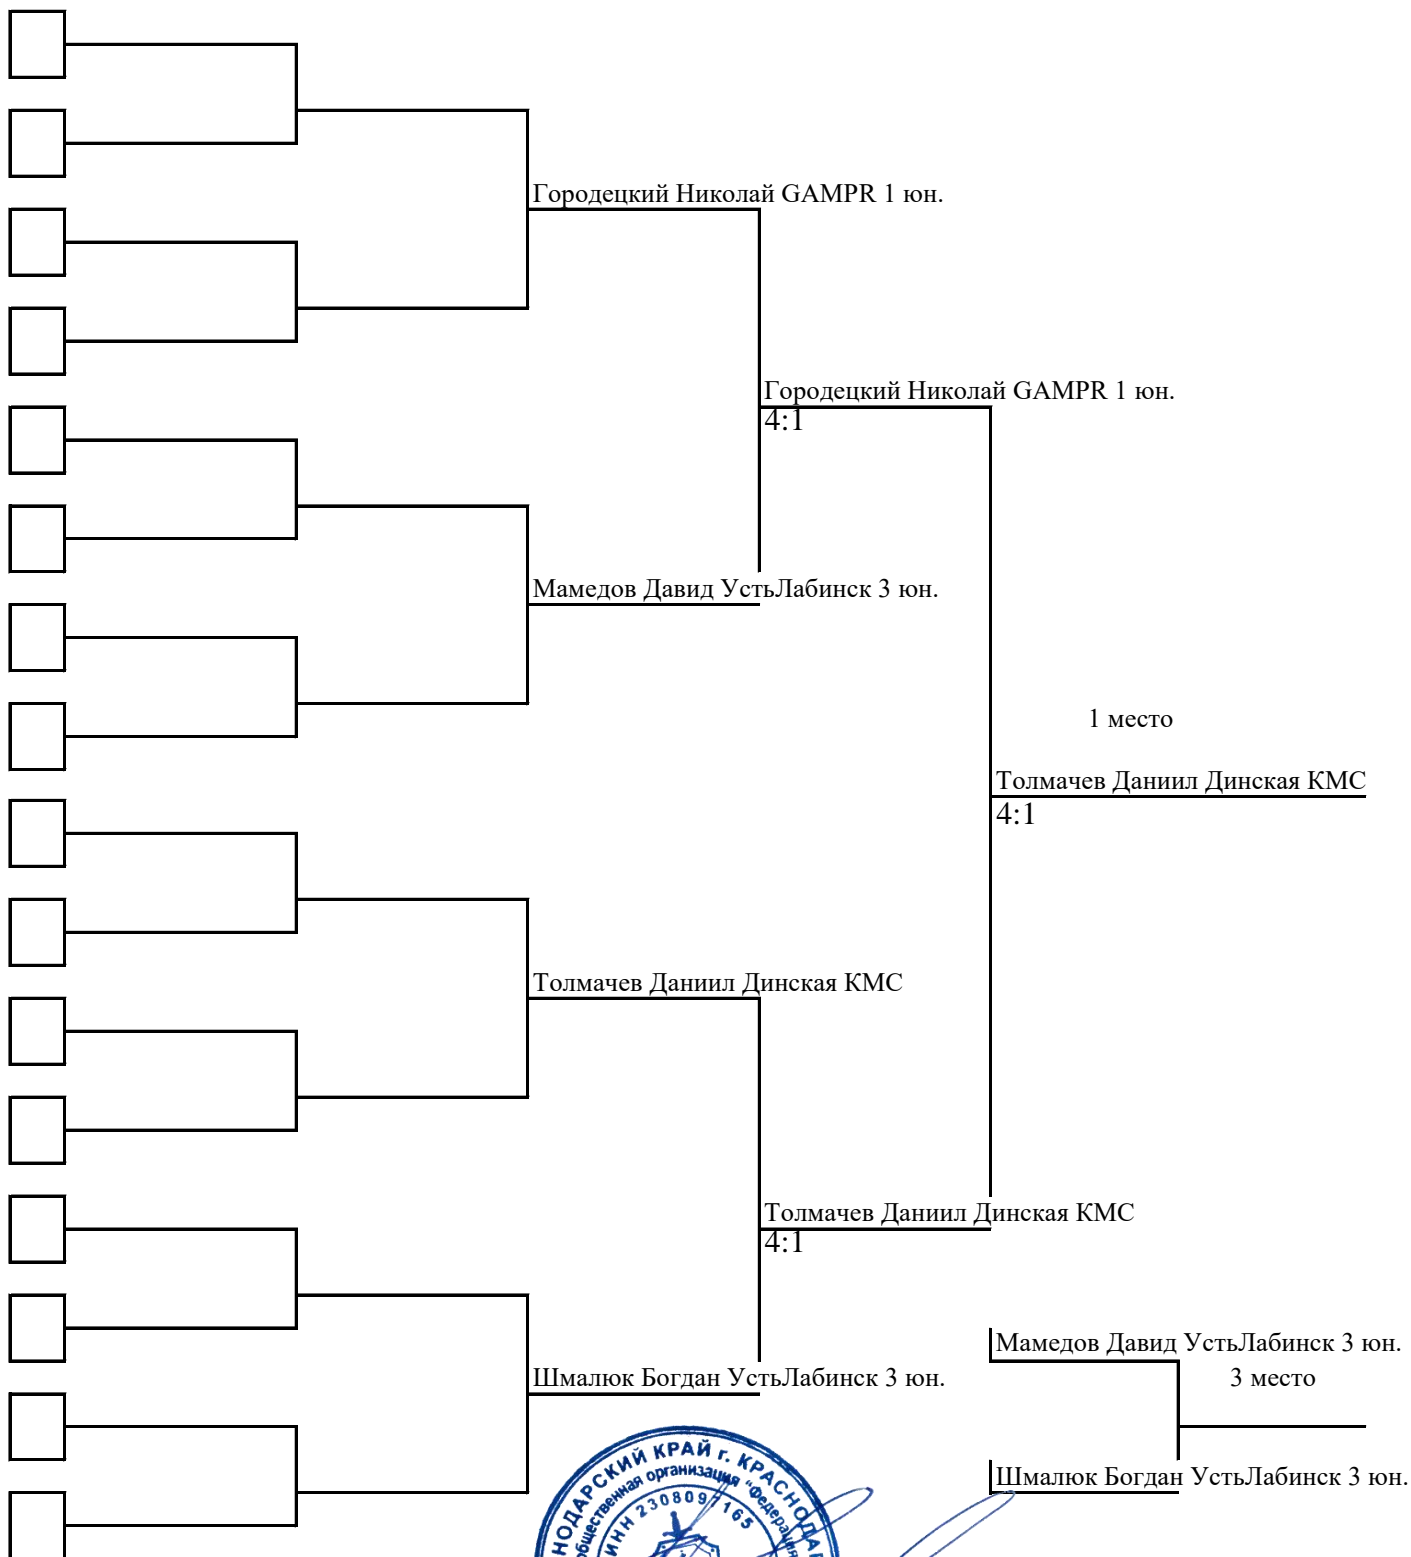 Городецкий Николай GAMPR 1 юн.
Городецкий Николай GAMPR 1 юн.
4:1
Мамедов Давид УстьЛабинск 3 юн.
1 место
Толмачев Даниил Динская КМС
4:1
Толмачев Даниил Динская КМС
Толмачев Даниил Динская КМС
4:1
Мамедов Давид УстьЛабинск 3 юн.
Шмалюк Богдан УстьЛабинск 3 юн.
3 место
Шмалюк Богдан УстьЛабинск 3 юн.
НОДАРСКИЙ КРАЙ г. КРАСНОДАР
общественная организация "Федерация
ИНН 2308097165